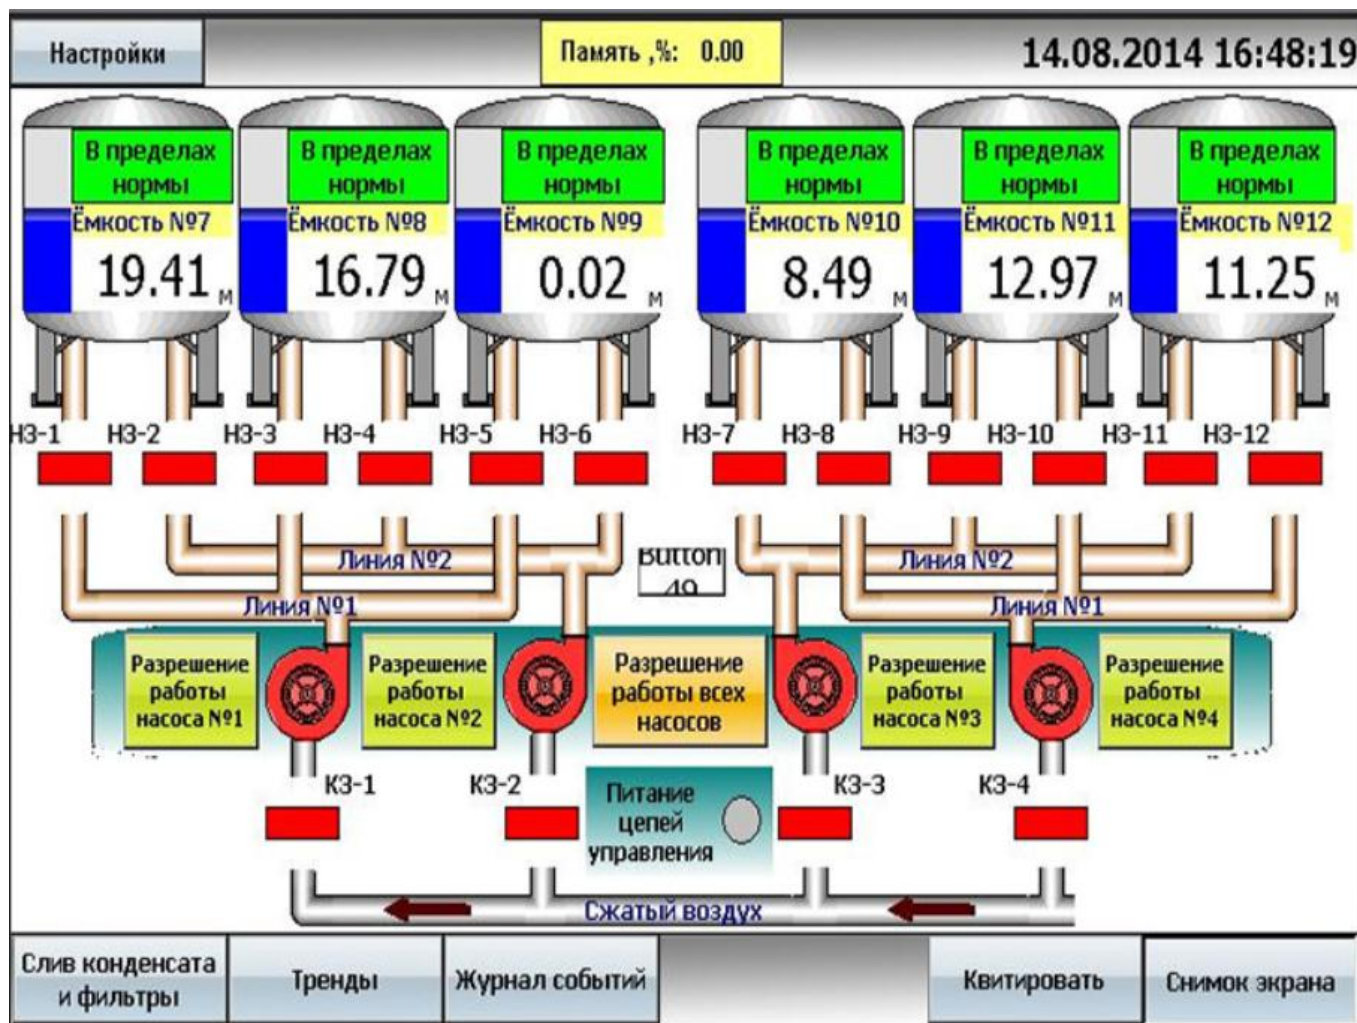 Настройки
Память ,%: 0.00
14.08.2014 16:48:19
В пределах
нормы
В пределах
нормы
В пределах
нормы
В пределах
нормы
В пределах
нормы
В пределах
нормы
Ёмкость №7
Ёмкость №8
Ёмкость №9
Ёмкость №10
Ёмкость №11
Ёмкость №12
19.41 м
16.79 м
0.02 м
8.49 м
12.97 м
11.25 м
НЗ-1 НЗ-2 НЗ-3 НЗ-4 НЗ-5 НЗ-6 НЗ-7 НЗ-8 НЗ-9 НЗ-10 НЗ-11 НЗ-12
Линия №2
Button
49
Линия №2
Линия №1
Линия №1
Разрешение
работы
насоса №1
Разрешение
работы
насоса №2
Разрешение
работы всех
насосов
Разрешение
работы
насоса №3
Разрешение
работы
насоса №4
КЗ-1
КЗ-2
КЗ-3
КЗ-4
Питание
цепей
управления
Сжатый воздух
Слив конденсата
и фильтры
Тренды
Журнал событий
Квитировать
Снимок экрана